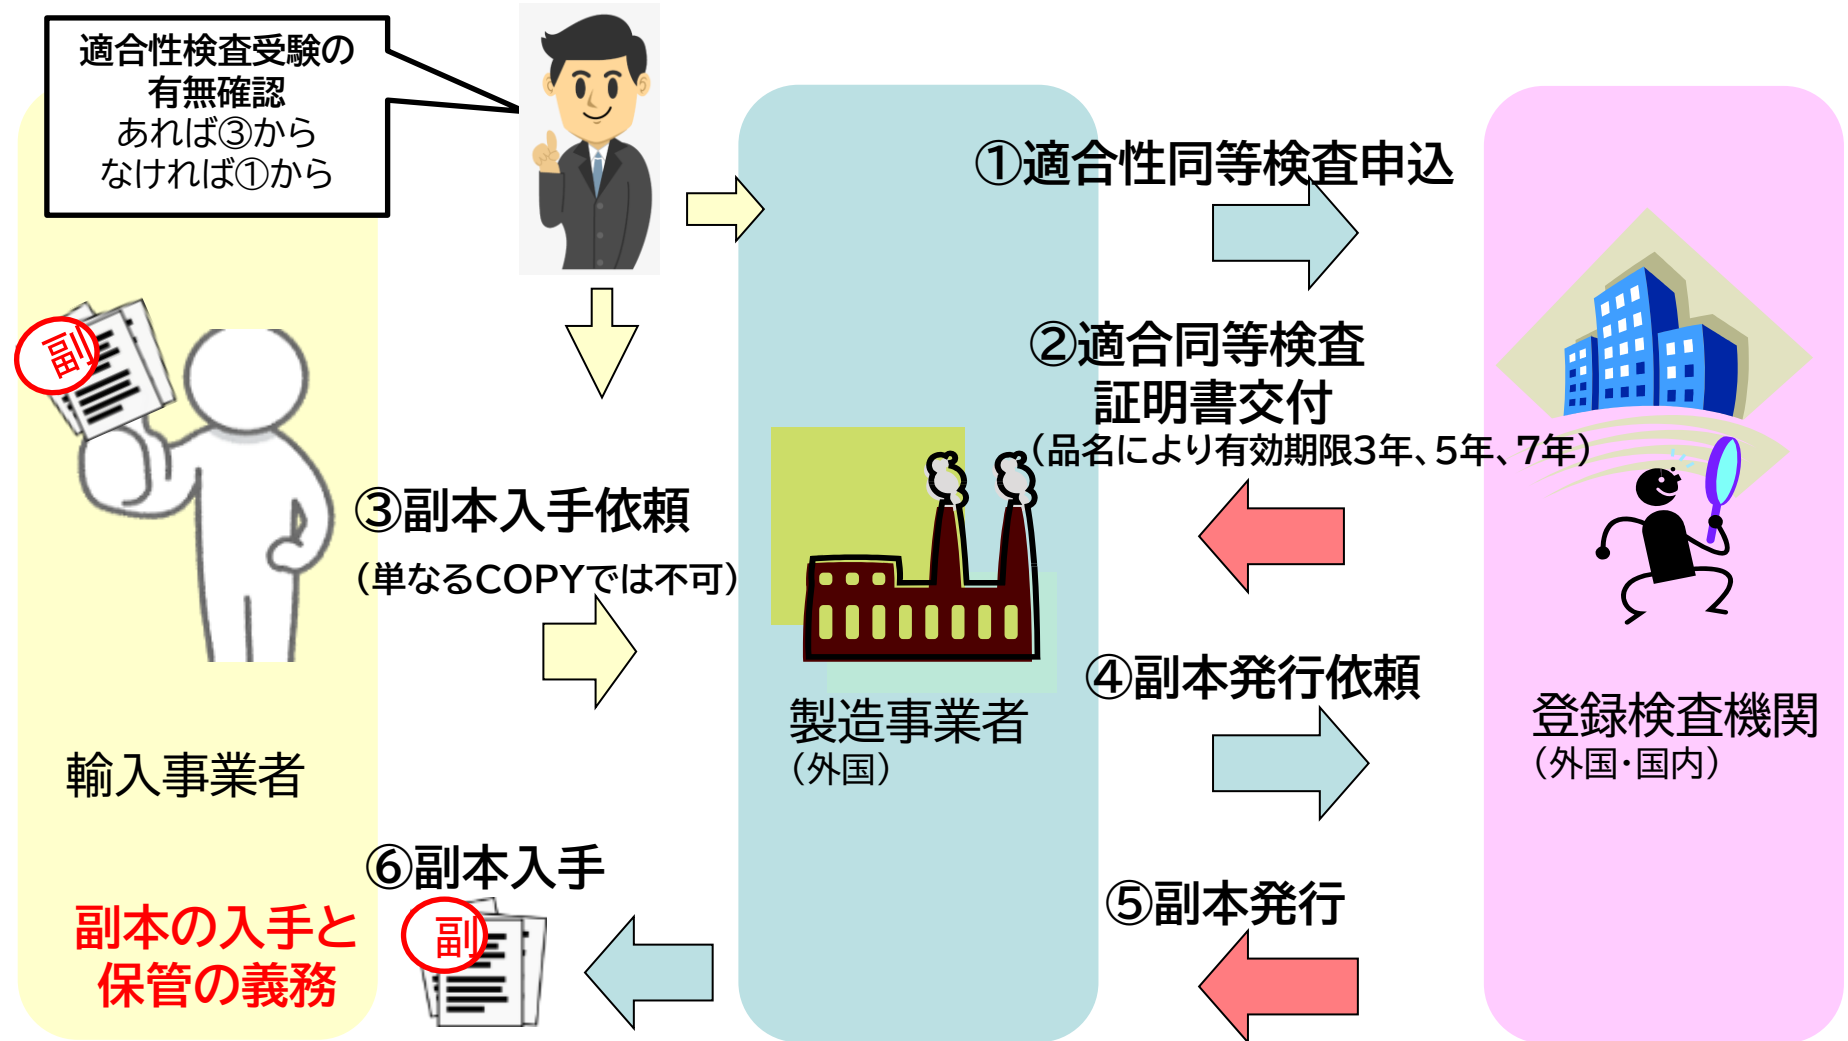 適合性検査受験の
有無確認
あれば③から
なければ①から
①適合性同等検査申込
②適合同等検査
証明書交付
(品名により有効期限3年、5年、7年)
副
③副本入手依頼
(単なるCOPYでは不可)
④副本発行依頼
輸入事業者
製造事業者
(外国)
登録検査機関
(外国・国内)
⑥副本入手
副
⑤副本発行
副本の入手と
保管の義務